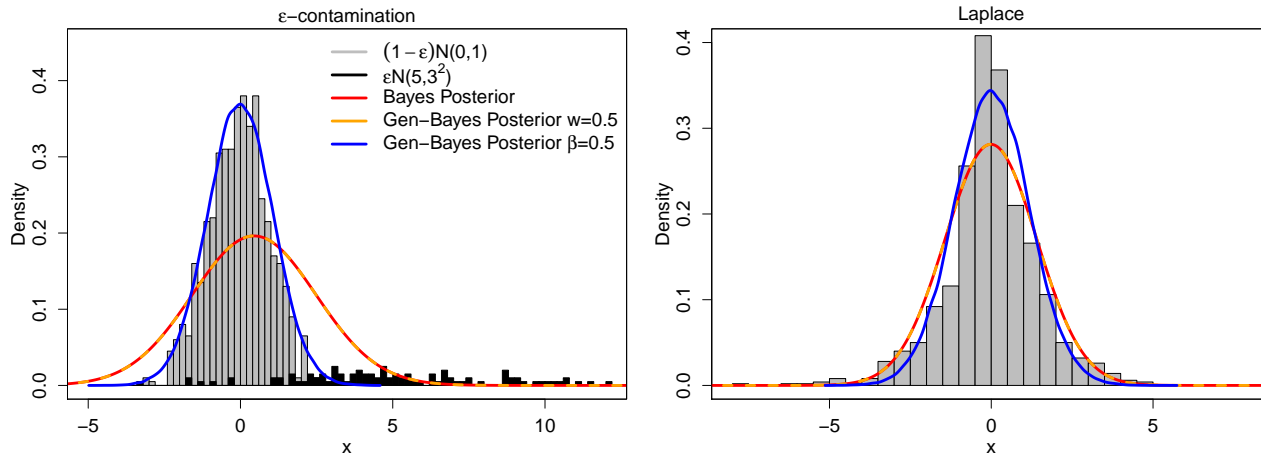 ε−contamination
(1−ε)N(0,1)
εN(5,3²)
Bayes Posterior
Gen−Bayes Posterior w=0.5
Gen−Bayes Posterior β=0.5
Density
0.0
0.1
0.2
0.3
0.4
−5
0
5
10
x
Laplace
Density
0.0
0.1
0.2
0.3
0.4
−5
0
5
x